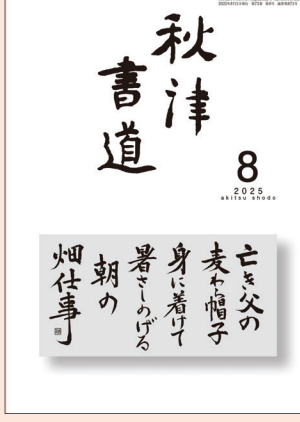 秋津
書道
8
2025
akitsu shodo
亡き父の
麦わら帽子
身に着けて
暑さしのげる
朝の
畑仕事